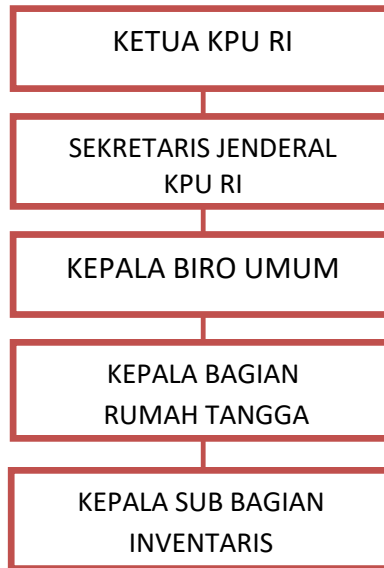 KETUA KPU RI
SEKRETARIS JENDERAL
KPU RI
KEPALA BIRO UMUM
KEPALA BAGIAN
RUMAH TANGGA
KEPALA SUB BAGIAN
INVENTARIS